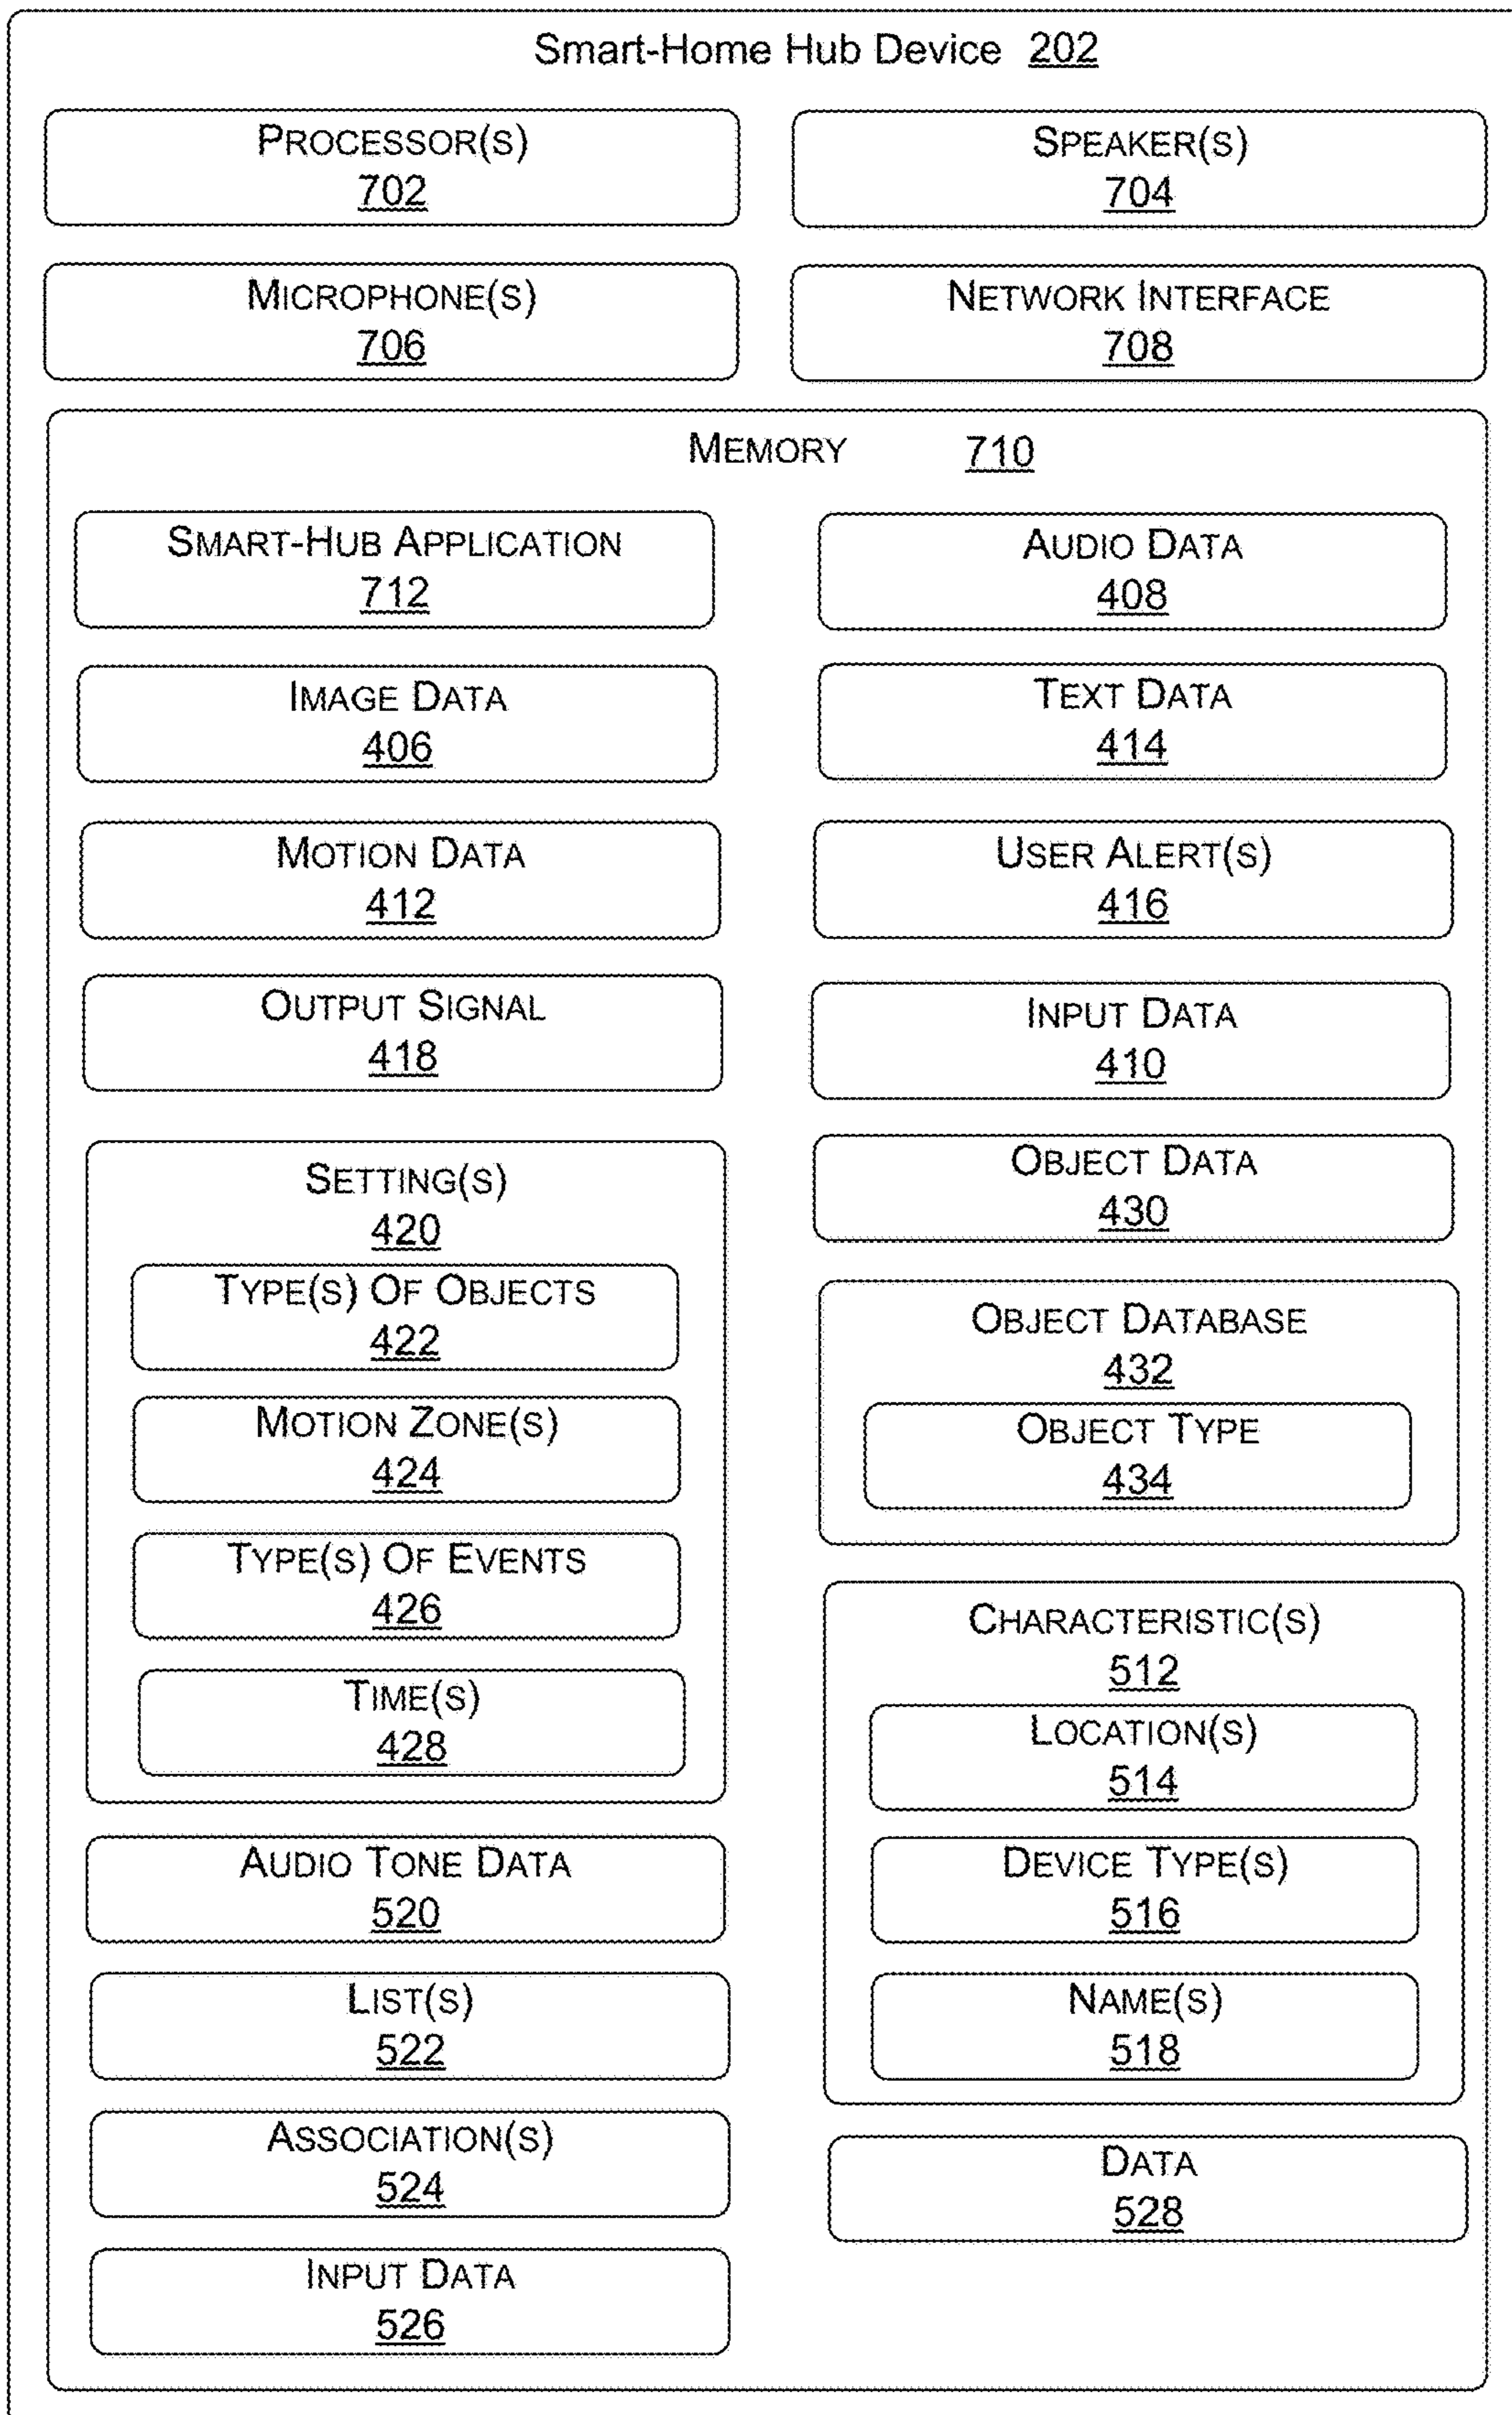 Smart-Home Hub Device 202
PROCESSOR(S)
702
SPEAKER(S)
704
MICROPHONE(S)
706
NETWORK INTERFACE
708
MEMORY 710
SMART-HUB APPLICATION
712
AUDIO DATA
408
IMAGE DATA
406
TEXT DATA
414
MOTION DATA
412
USER ALERT(S)
416
OUTPUT SIGNAL
418
INPUT DATA
410
SETTING(S)
420
TYPE(S) OF OBJECTS
422
MOTION ZONE(S)
424
TYPE(S) OF EVENTS
426
TIME(S)
428
OBJECT DATA
430
OBJECT DATABASE
432
OBJECT TYPE
434
CHARACTERISTIC(S)
512
LOCATION(S)
514
DEVICE TYPE(S)
516
NAME(S)
518
AUDIO TONE DATA
520
LIST(S)
522
ASSOCIATION(S)
524
DATA
528
INPUT DATA
526